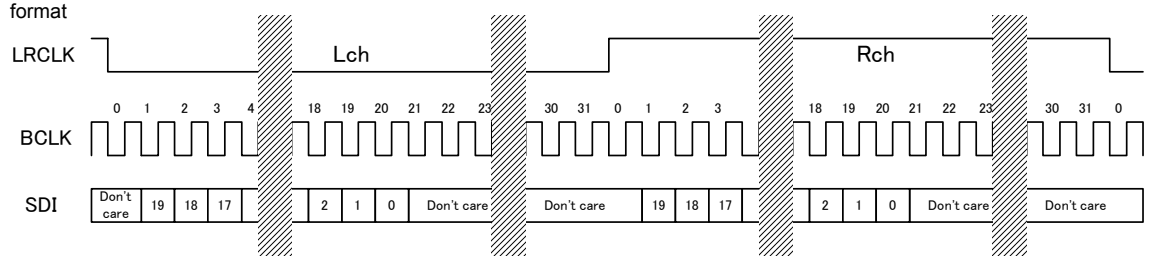 format
LRCLK Lch Rch
0 1 2 3 4 18 19 20 21 22 23 30 31 0 1 2 3 18 19 20 21 22 23 30 31 0
BCLK
Don't care 19 18 17 2 1 0 Don't care Don't care 19 18 17 2 1 0 Don't care Don't care
SDI